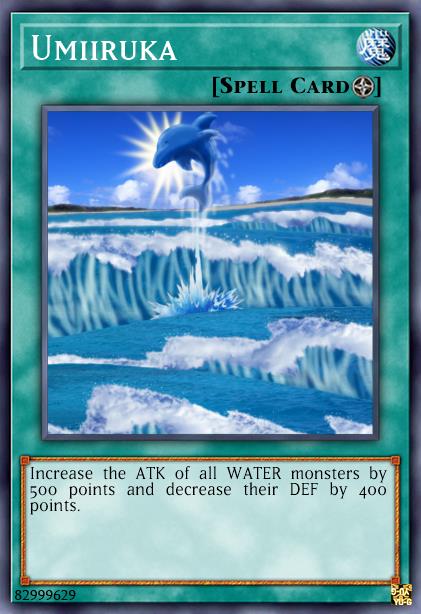 Umiiruka
[Spell Card]
Increase the ATK of all WATER monsters by
500 points and decrease their DEF by 400
points.
82999629